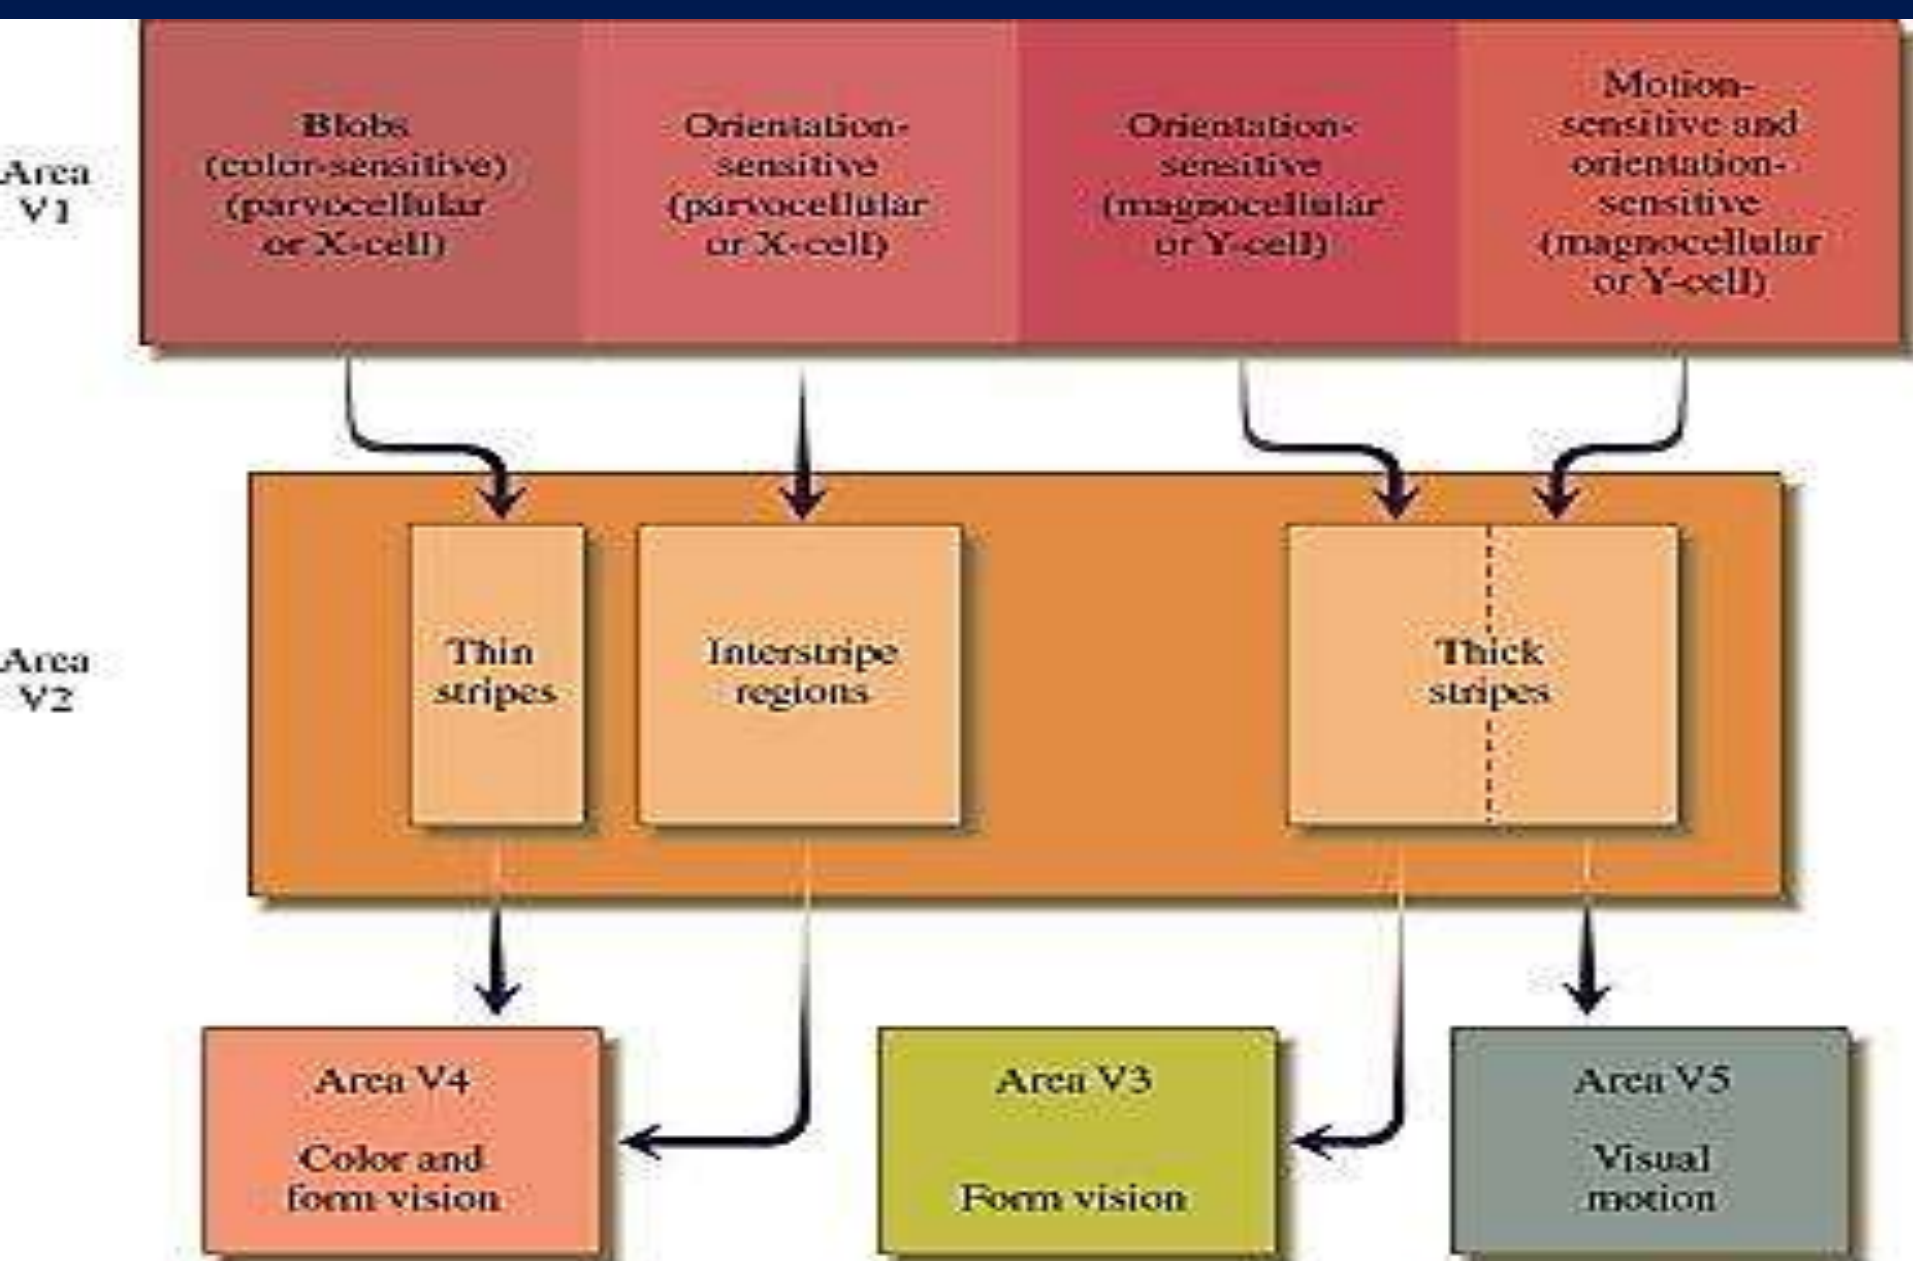 Area
V1
Blobs
(color-sensitive)
(parvocellular
or X-cell)
Orientation-
sensitive
(parvocellular
or X-cell)
Orientation-
sensitive
(magnocellular
or Y-cell)
Motion-
sensitive and
orientation-
sensitive
(magnocellular
or Y-cell)
Area
V2
Thin
stripes
Interstripe
regions
Thick
stripes
Area V4
Color and
form vision
Area V3
Form vision
Area V5
Visual
motion